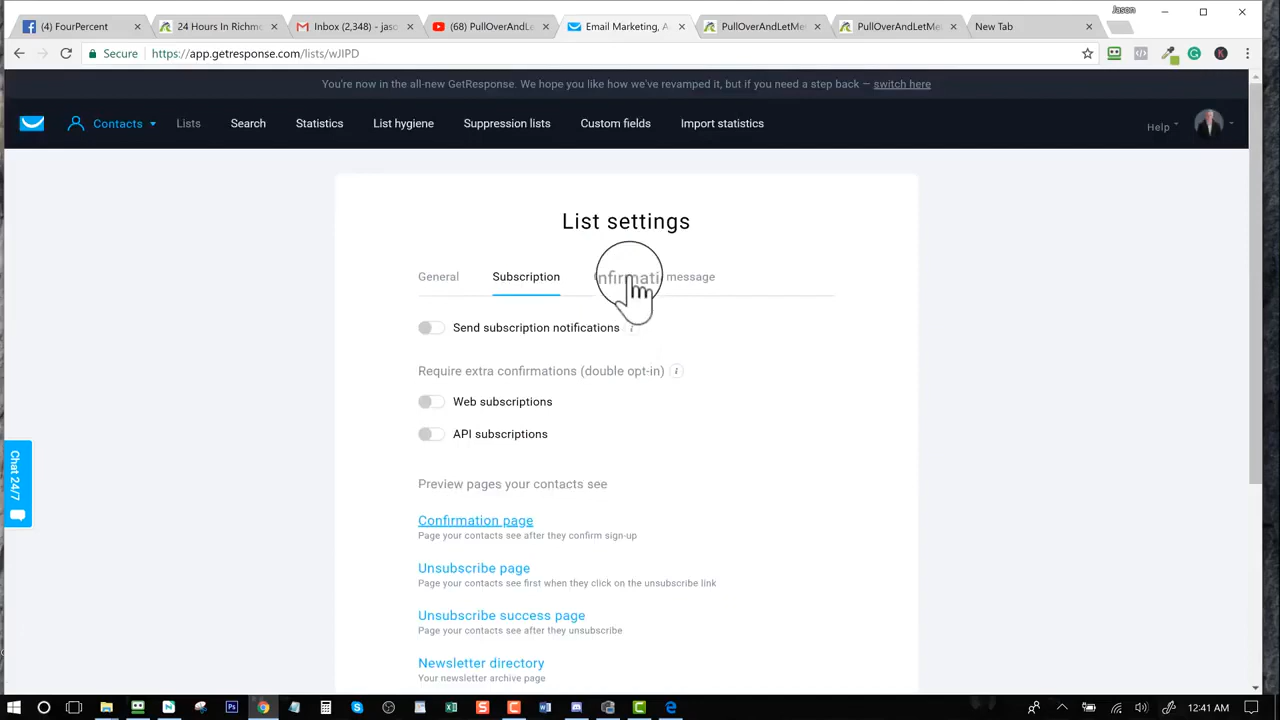 Jason
(4) FourPercent
24 Hours In Richm
Inbox (2,348) - jaso
(68) PullOverAndLe
Email Marketing, A
PullOverAndLetMe
PullOverAndLetMe
New Tab
Secure https://app.getresponse.com/lists/wJIPD
You're now in the all-new GetResponse. We hope you like how we've revamped it, but if you need a step back — switch here
Contacts Lists Search Statistics List hygiene Suppression lists Custom fields Import statistics Help
List settings
General Subscription nfirmati message
Send subscription notifications i
Require extra confirmations (double opt-in) i
Web subscriptions
API subscriptions
Preview pages your contacts see
Confirmation page
Page your contacts see after they confirm sign-up
Unsubscribe page
Page your contacts see first when they click on the unsubscribe link
Unsubscribe success page
Page your contacts see after they unsubscribe
Newsletter directory
Your newsletter archive page
Chat 24/7
12:41 AM